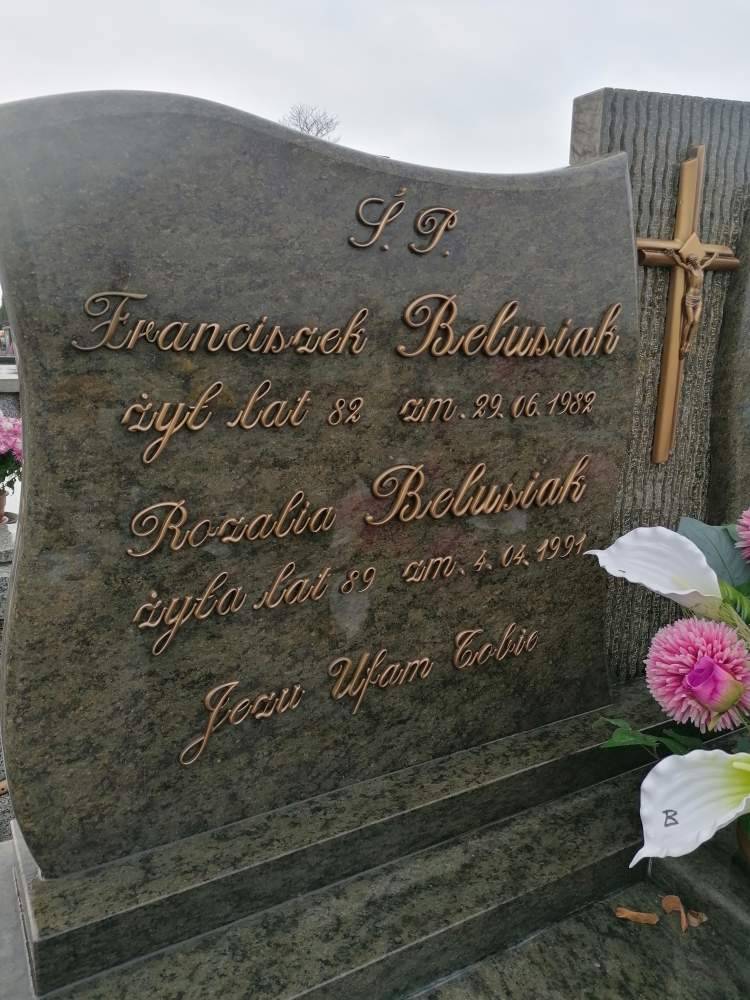 Ś. P.
Franciszek Belusiak
żył lat 82 zm. 29. 06. 1982
Rozalia Belusiak
żyła lat 89 zm. 4. 04. 1991
Jezu Ufam Tobie
B